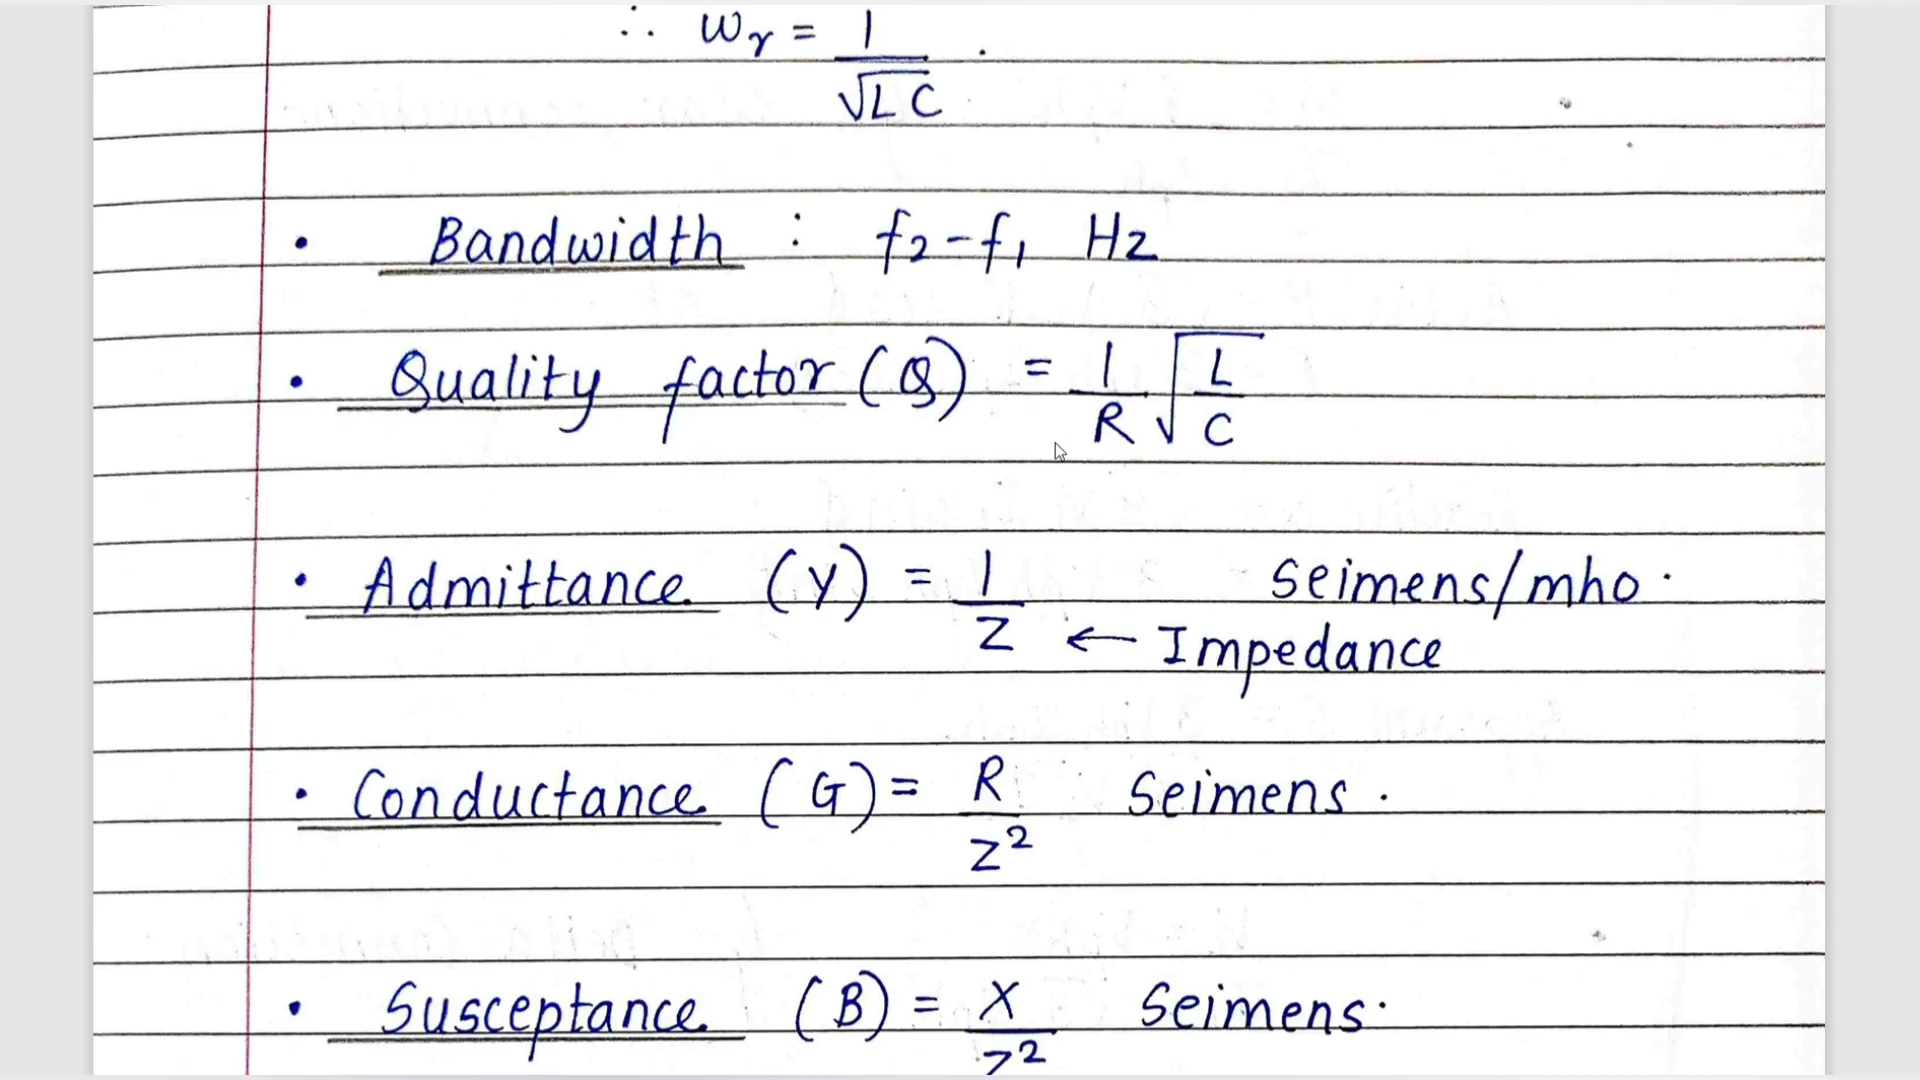 ∴ ωr = 1/√LC .
• Bandwidth : f2-f1 Hz
• Quality factor (Q) = 1/R √(L/C)
• Admittance (Y) = 1/Z Seimens/mho.
← Impedance
• Conductance (G) = R/Z² Seimens.
• Susceptance (B) = X/Z² Seimens.